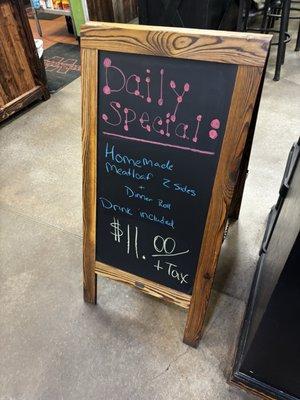 Daily
Special:
Homemade
Meatloaf 2 sides
+ Dinner Roll
Drink included
$11.00
+ Tax